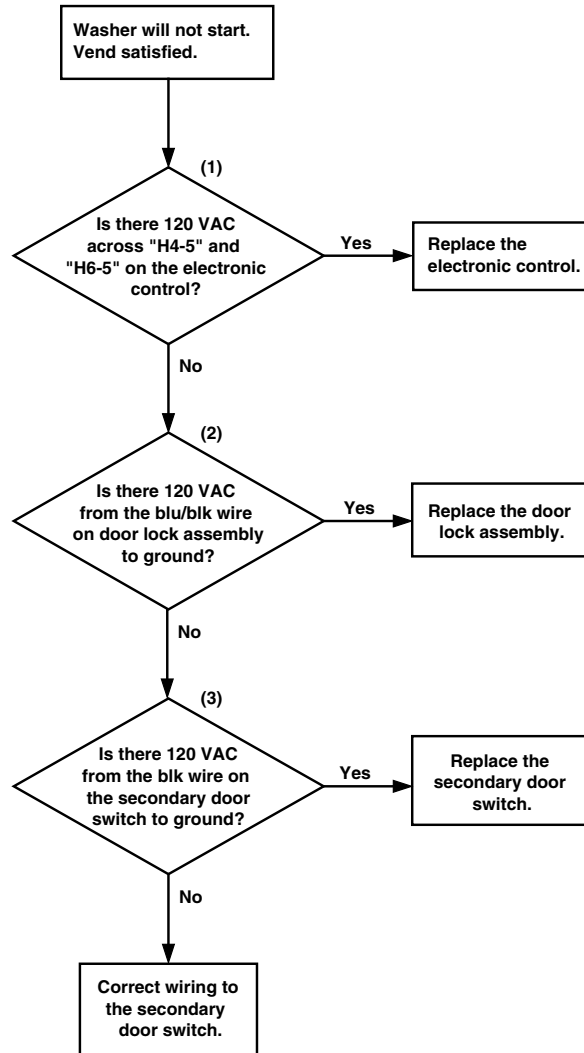 Washer will not start.
Vend satisfied.
(1)
Is there 120 VAC
across "H4-5" and
"H6-5" on the electronic
control?
Yes
Replace the
electronic control.
No
(2)
Is there 120 VAC
from the blu/blk wire
on door lock assembly
to ground?
Yes
Replace the door
lock assembly.
No
(3)
Is there 120 VAC
from the blk wire on
the secondary door
switch to ground?
Yes
Replace the
secondary door
switch.
No
Correct wiring to
the secondary
door switch.